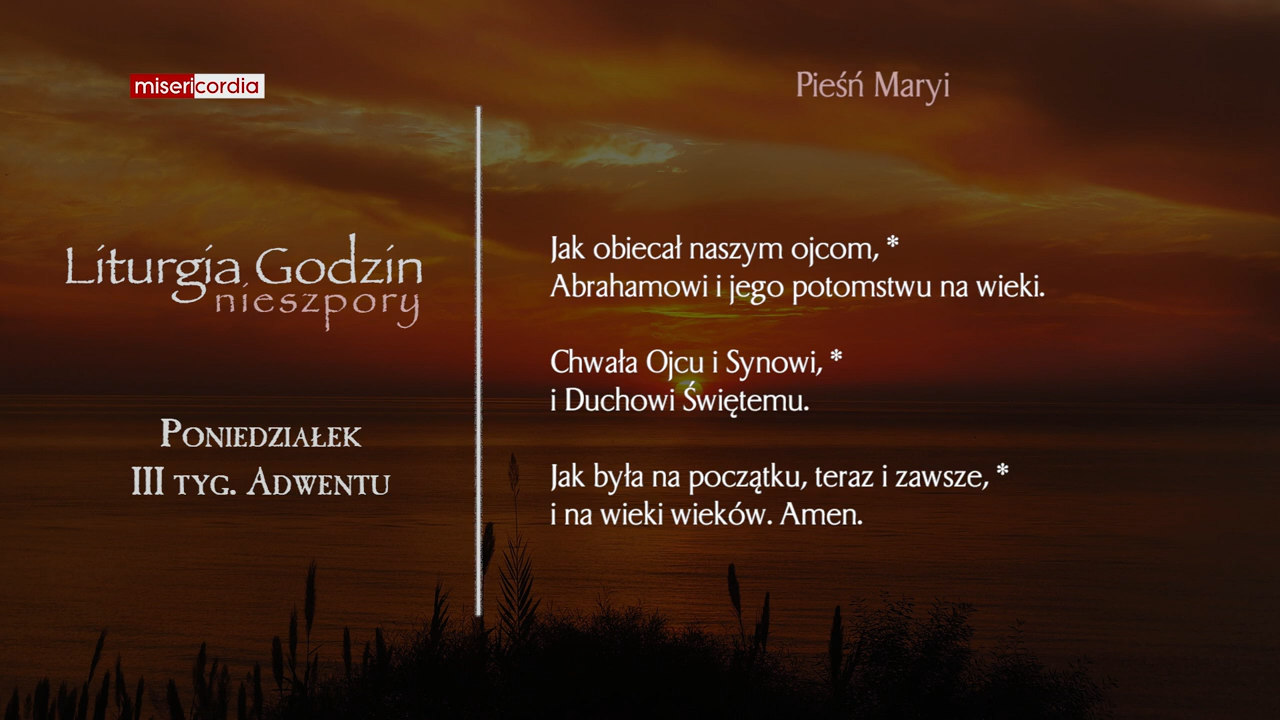 misericordia
Liturgia Godzin
nieszpory
Poniedziałek
III tyg. Adwentu
Pieśń Maryi
Jak obiecał naszym ojcom, *
Abrahamowi i jego potomstwu na wieki.
Chwała Ojcu i Synowi, *
i Duchowi Świętemu.
Jak była na początku, teraz i zawsze, *
i na wieki wieków. Amen.